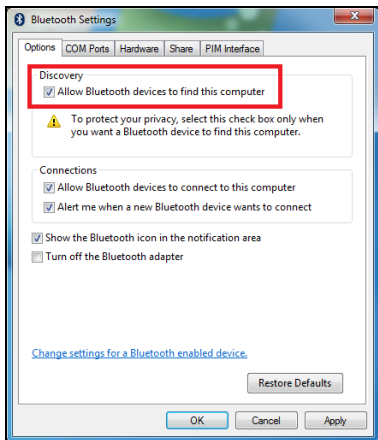 Bluetooth Settings
Options COM Ports Hardware Share PIM Interface
Discovery
Allow Bluetooth devices to find this computer
To protect your privacy, select this check box only when
you want a Bluetooth device to find this computer.
Connections
Allow Bluetooth devices to connect to this computer
Alert me when a new Bluetooth device wants to connect
Show the Bluetooth icon in the notification area
Turn off the Bluetooth adapter
Change settings for a Bluetooth enabled device.
Restore Defaults
OK Cancel Apply